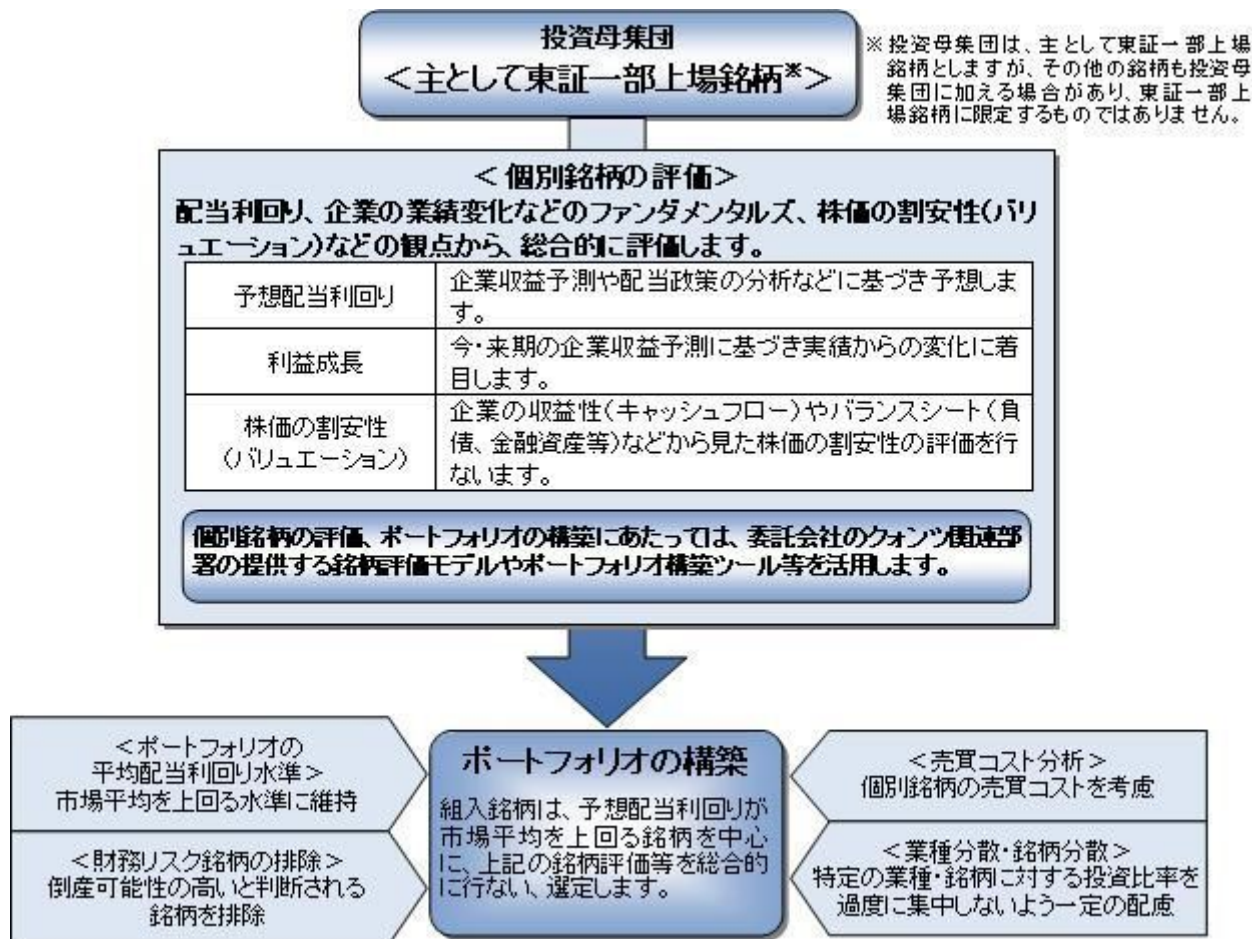 投資母集団
＜主として東証一部上場銘柄※＞
※投資母集団は、主として東証一部上場
銘柄としますが、その他の銘柄も投資母
集団に加える場合があり、東証一部上
場銘柄に限定するものではありません。
＜個別銘柄の評価＞
配当利回り、企業の業績変化などのファンダメンタルズ、株価の割安性(バリ
ュエーション)などの観点から、総合的に評価します。
予想配当利回り
企業収益予測や配当政策の分析などに基づき予想しま
す。
利益成長
今・来期の企業収益予測に基づき実績からの変化に着
目します。
株価の割安性
(バリュエーション)
企業の収益性(キャッシュフロー)やバランスシート(負
債、金融資産等)などから見た株価の割安性の評価を行
ないます。
個別銘柄の評価、ポートフォリオの構築にあたっては、委託会社のクォンツ関連部
署の提供する銘柄評価モデルやポートフォリオ構築ツール等を活用します。
＜ポートフォリオの
平均配当利回り水準＞
市場平均を上回る水準に維持
＜財務リスク銘柄の排除＞
倒産可能性の高いと判断される
銘柄を排除
ポートフォリオの構築
組入銘柄は、予想配当利回りが
市場平均を上回る銘柄を中心
に、上記の銘柄評価等を総合的
に行ない、選定します。
＜売買コスト分析＞
個別銘柄の売買コストを考慮
＜業種分散・銘柄分散＞
特定の業種・銘柄に対する投資比率を
過度に集中しないよう一定の配慮